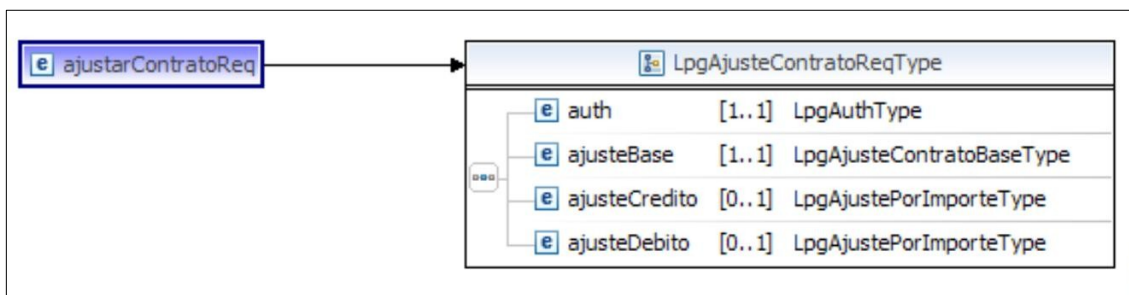 e ajustarContratoReq
LpgAjusteContratoReqType
e auth [1..1] LpgAuthType
e ajusteBase [1..1] LpgAjusteContratoBaseType
e ajusteCredito [0..1] LpgAjustePorImporteType
e ajusteDebito [0..1] LpgAjustePorImporteType